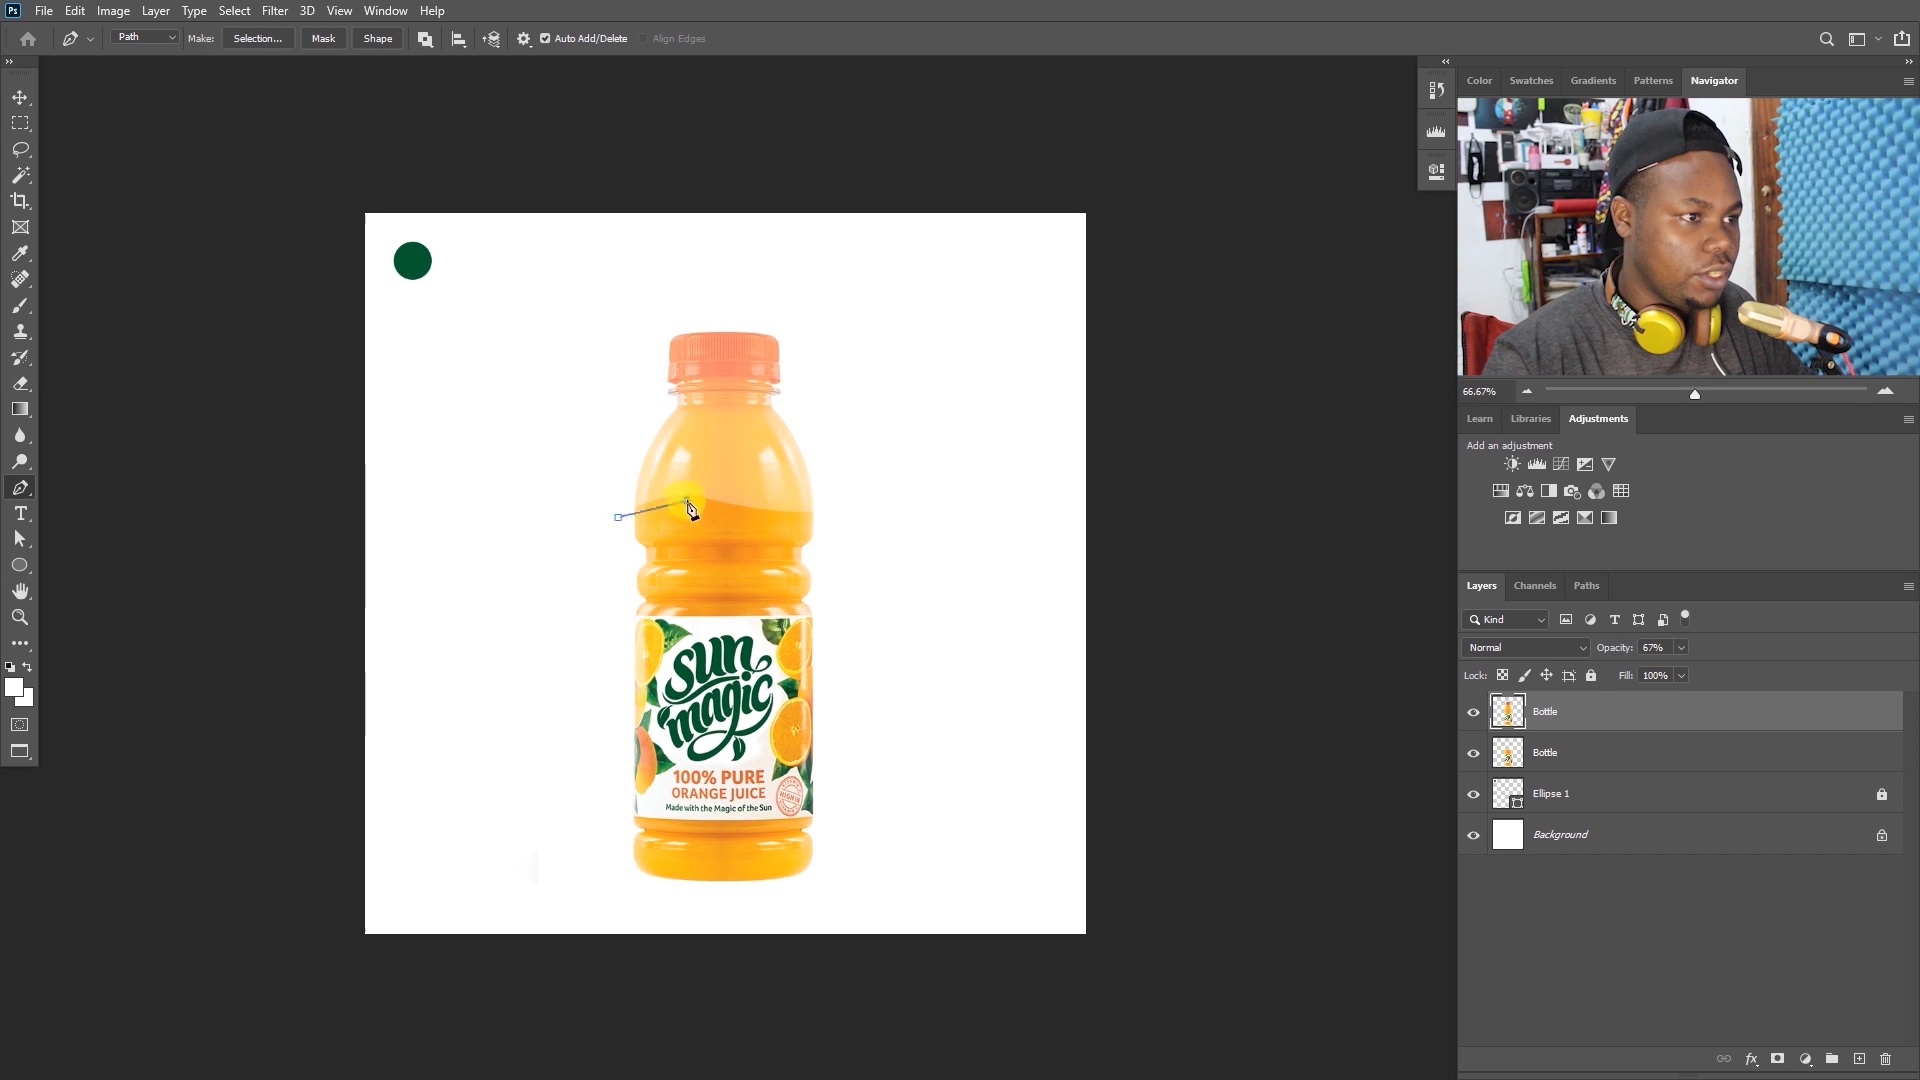 Ps File Edit Image Layer Type Select Filter 3D View Window Help
Path Make: Selection... Mask Shape Auto Add/Delete Align Edges
Color Swatches Gradients Patterns Navigator
66.67%
Learn Libraries Adjustments
Add an adjustment
Layers Channels Paths
Kind
Normal Opacity: 67%
Lock: Fill: 100%
Bottle
Bottle
Ellipse 1
Background
sun
magic
100% PURE
ORANGE JUICE
Made with the Magic of the Sun
HIGH IN